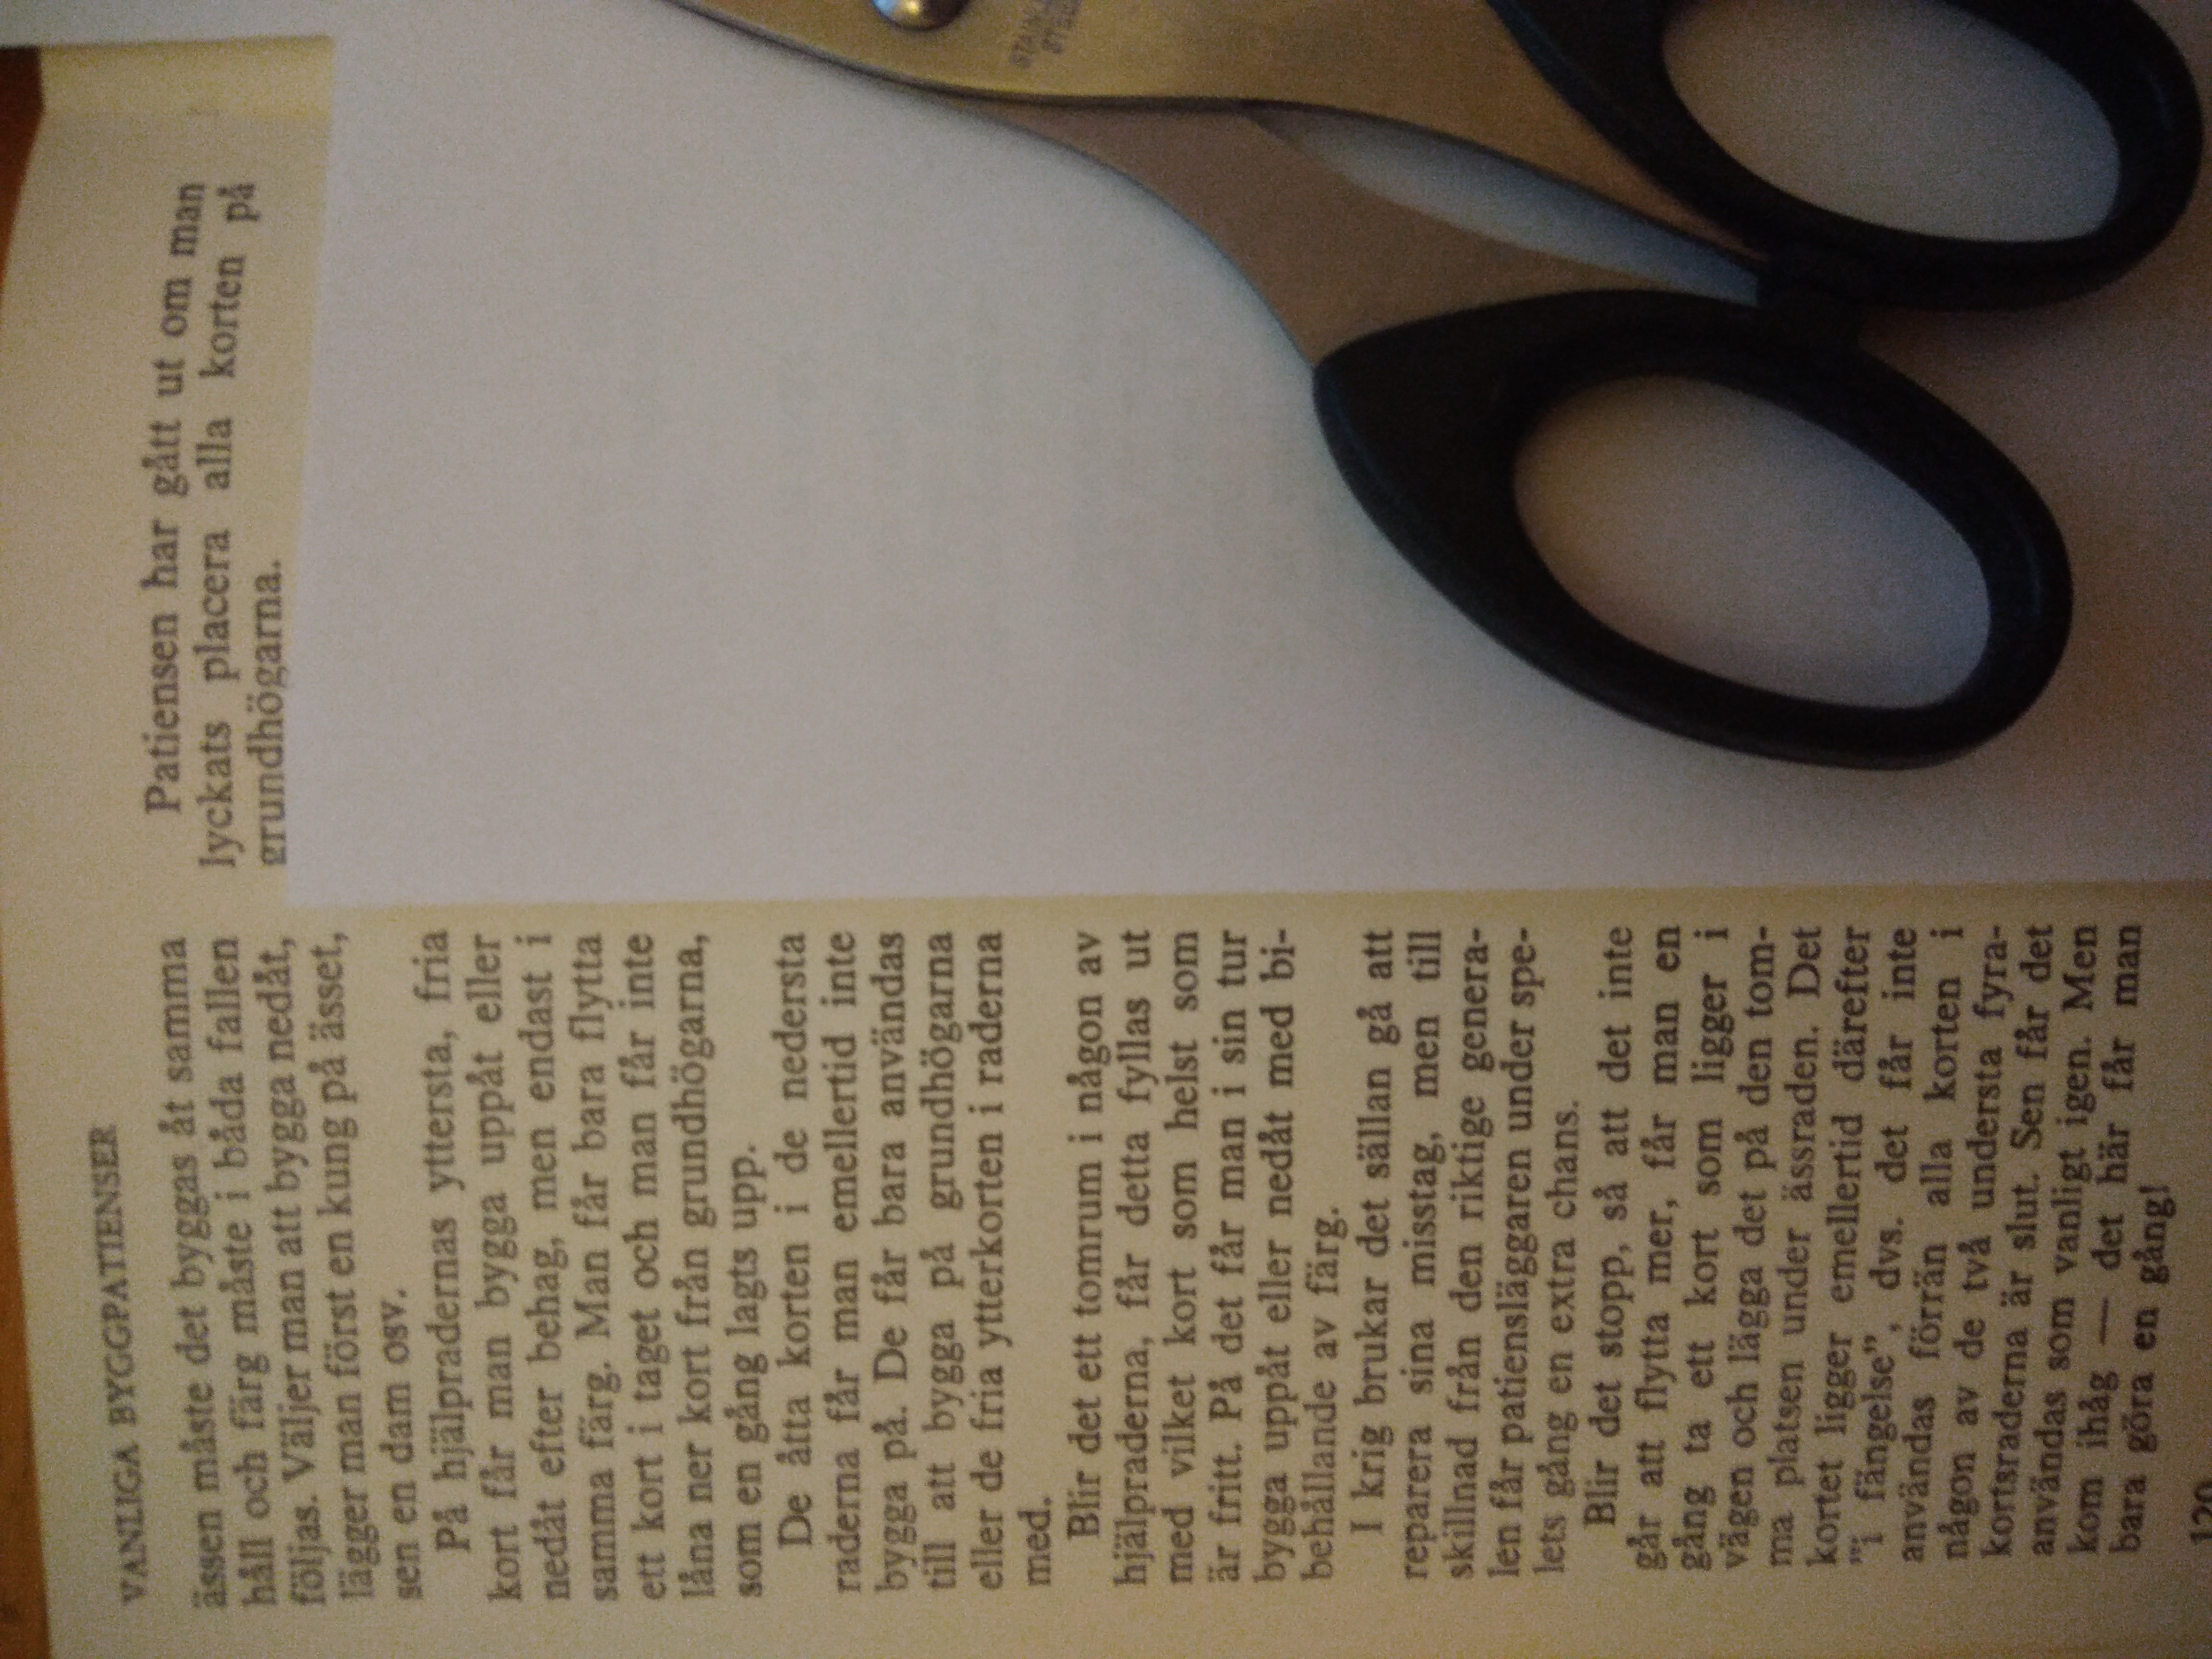 VANLIGA BYGGPATIENSER
ässen måste det byggas åt samma
håll och färg måste i båda fallen
följas. Väljer man att bygga nedåt,
lägger man först en kung på ässet,
sen en dam osv.
På hjälpradernas yttersta, fria
kort får man bygga uppåt eller
nedåt efter behag, men endast i
samma färg. Man får bara flytta
ett kort i taget och man får inte
låna ner kort från grundhögarna,
som en gång lagts upp.
De åtta korten i de nedersta
raderna får man emellertid inte
bygga på. De får bara användas
till att bygga på grundhögarna
eller de fria ytterkorten i raderna
med.
Blir det ett tomrum i någon av
hjälpraderna, får detta fyllas ut
med vilket kort som helst som
är fritt. På det får man i sin tur
bygga uppåt eller nedåt med bi-
behållande av färg.
I krig brukar det sällan gå att
reparera sina misstag, men till
skillnad från den riktige genera-
len får patiensläggaren under spe-
lets gång en extra chans.
Blir det stopp, så att det inte
går att flytta mer, får man en
gång ta ett kort som ligger i
vägen och lägga det på den tom-
ma platsen under ässraden. Det
kortet ligger emellertid därefter
"i fängelse", dvs. det får inte
användas förrän alla korten i
någon av de två understa fyra-
kortsraderna är slut. Sen får det
användas som vanligt igen. Men
kom ihåg — det här får man
bara göra en gång!
Patiensen har gått ut om man
lyckats placera alla korten på
grundhögarna.